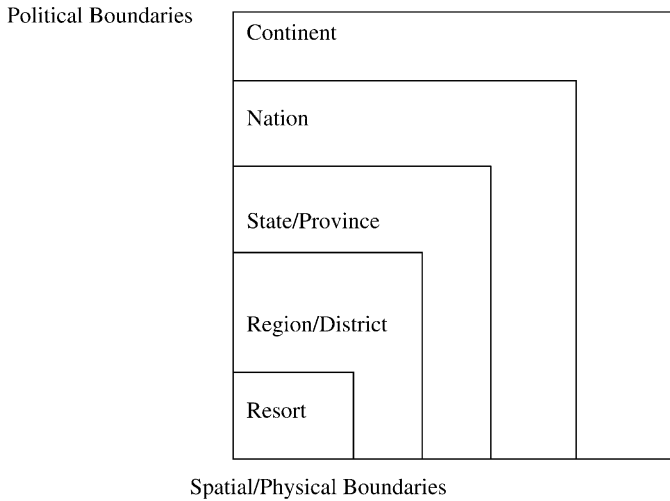 Political Boundaries
Continent
Nation
State/Province
Region/District
Resort
Spatial/Physical Boundaries